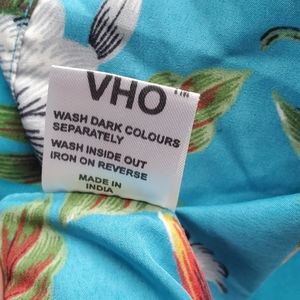 VHO
WASH DARK COLOURS
SEPARATELY
WASH INSIDE OUT
IRON ON REVERSE
MADE IN
INDIA